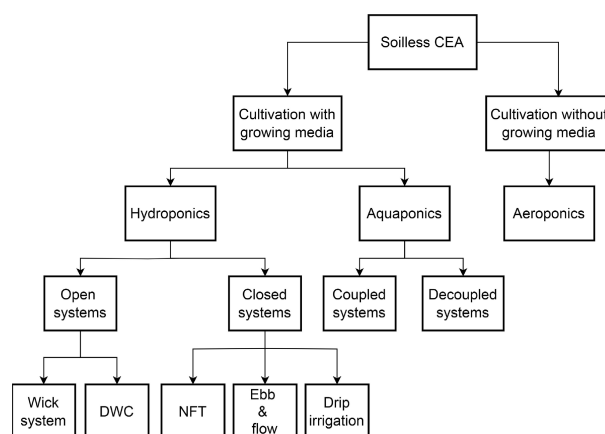 Soilless CEA
Cultivation with
growing media
Cultivation without
growing media
Hydroponics
Aquaponics
Aeroponics
Open
systems
Closed
systems
Coupled
systems
Decoupled
systems
Wick
system
DWC
NFT
Ebb
&
flow
Drip
irrigation